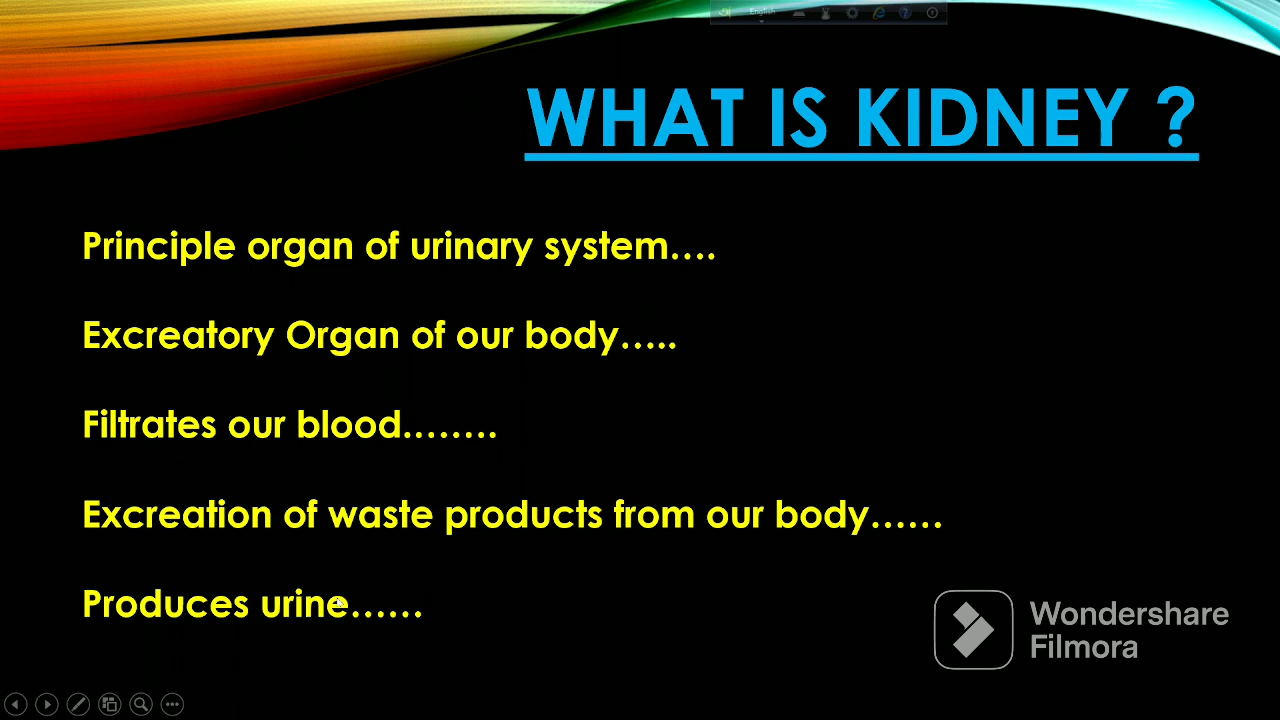 English
WHAT IS KIDNEY ?
Principle organ of urinary system....
Excreatory Organ of our body.....
Filtrates our blood........
Excreation of waste products from our body......
Produces urine......
Wondershare
Filmora